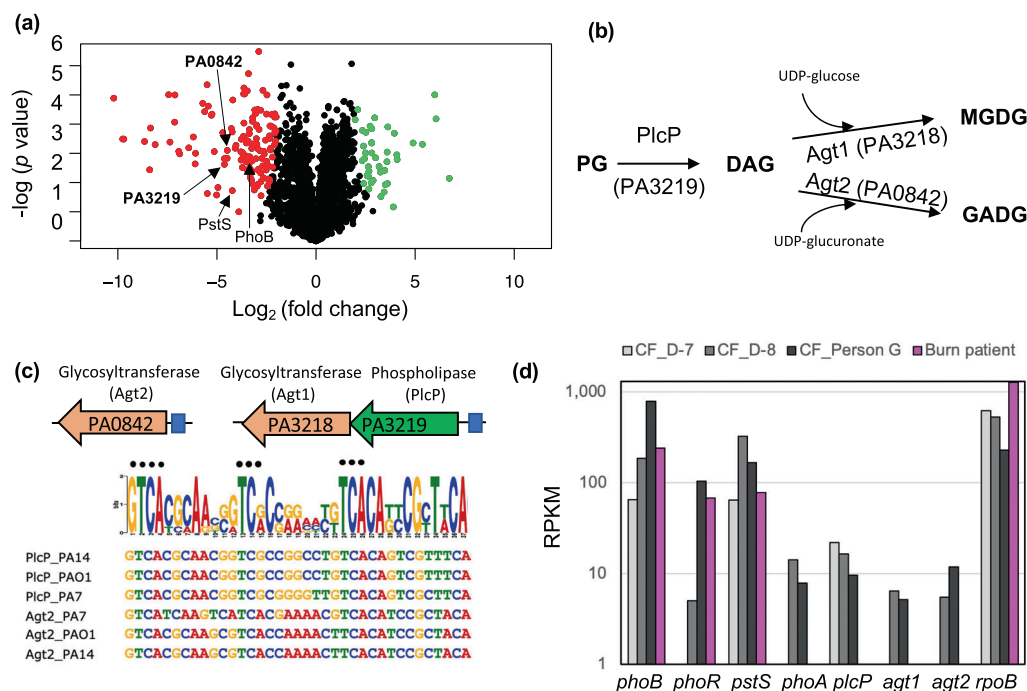 (a)
6
5
4
3
2
1
0
-log (p value)
PA0842
PA3219
PstS
PhoB
−10
−5
0
5
10
Log2 (fold change)
(b)
UDP-glucose
PlcP
MGDG
PG
DAG
Agt1 (PA3218)
(PA3219)
Agt2 (PA0842)
GADG
UDP-glucuronate
(c)
Glycosyltransferase
(Agt2)
Glycosyltransferase
(Agt1)
Phospholipase
(PlcP)
PA0842
PA3218
PA3219
PlcP_PA14 GTCACGCAACGGTCGCCGGCCTGTCACAGTCGTTTCA
PlcP_PAO1 GTCACGCAACGGTCGCCGGCCTGTCACAGTCGTTTCA
PlcP_PA7 GTCACGCAACGGTCGCGGGGTTGTCACAGTCGCTTCA
Agt2_PA7 GTCATCAAGTCATCACGAAAACGTCACATCCGCTACA
Agt2_PAO1 GTCACGCAAGCGTCACCAAAACTTCACATCCGCTACA
Agt2_PA14 GTCACGCAAGCGTCACCAAAACTTCACATCCGCTACA
(d)
CF_D-7 CF_D-8 CF_Person G Burn patient
1,000
100
10
1
RPKM
phoB phoR pstS phoA plcP agt1 agt2 rpoB